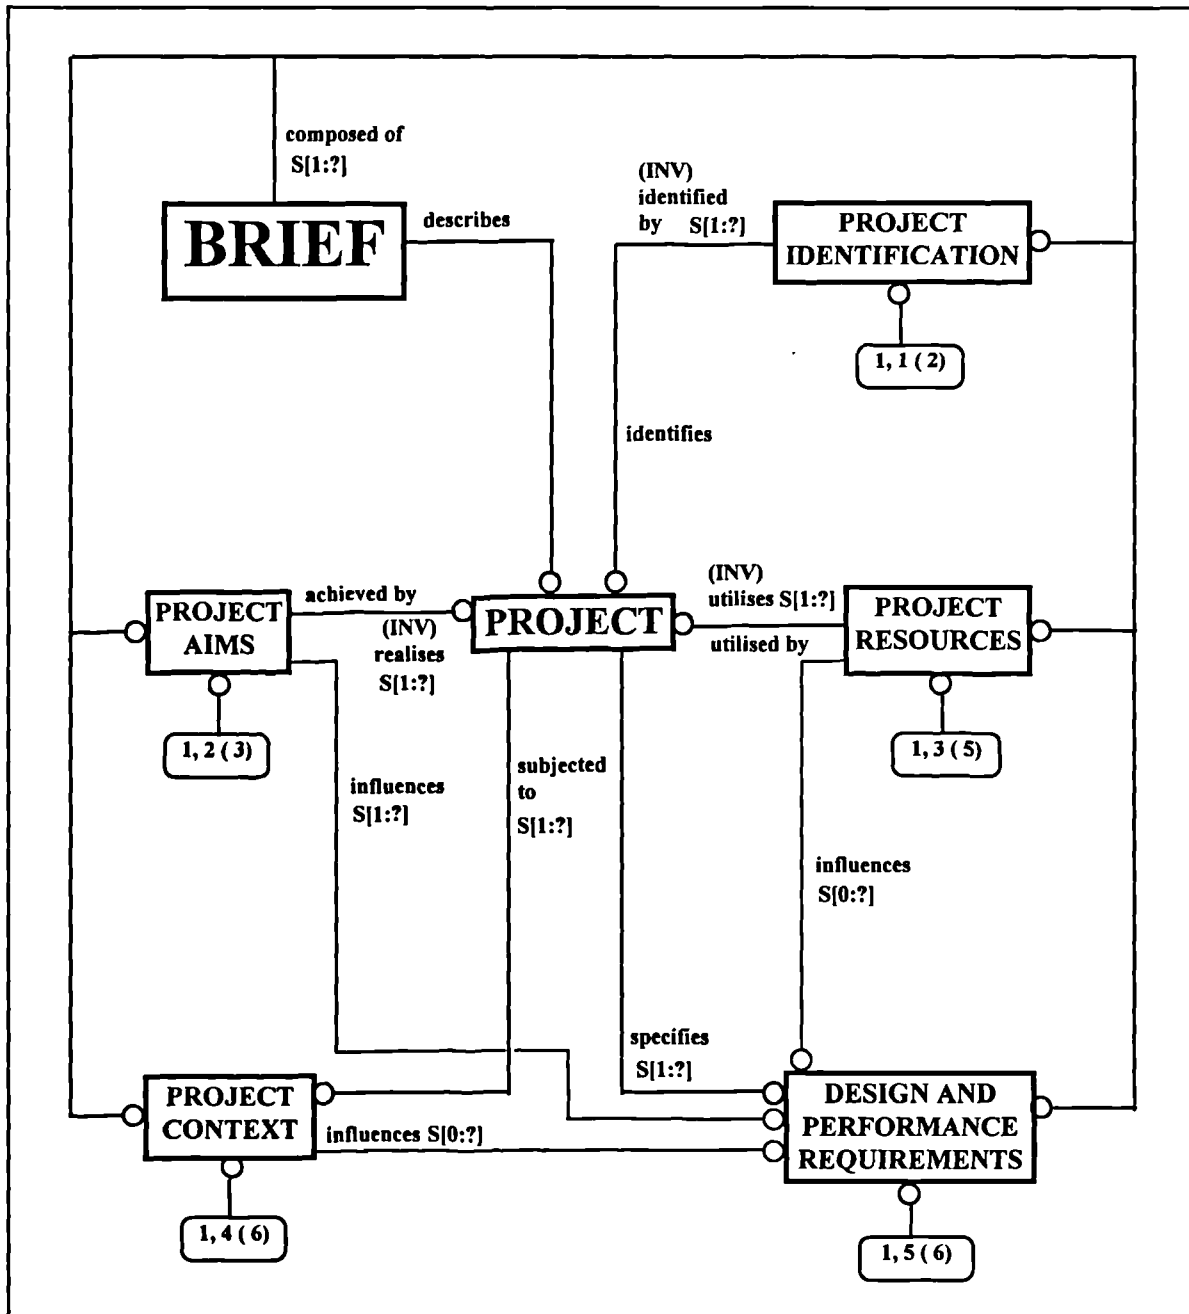 composed of
S[1:?]
BRIEF
describes
(INV)
identified
by S[1:?]
PROJECT
IDENTIFICATION
1, 1 ( 2)
identifies
PROJECT
AIMS
achieved by
(INV)
realises
S[1:?]
PROJECT
(INV)
utilises S[1:?]
utilised by
PROJECT
RESOURCES
1, 2 ( 3)
1, 3 ( 5)
influences
S[1:?]
subjected
to
S[1:?]
influences
S[0:?]
specifies
S[1:?]
PROJECT
CONTEXT
influences S[0:?]
DESIGN AND
PERFORMANCE
REQUIREMENTS
1, 4 ( 6)
1, 5 ( 6)